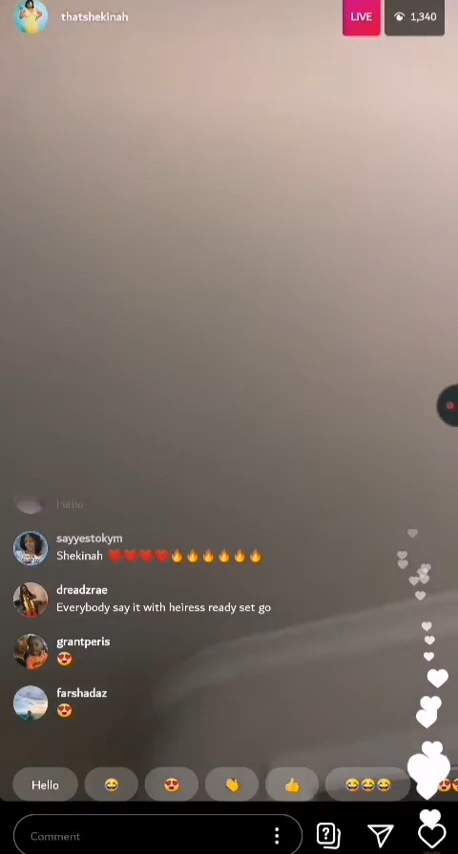 thatshekinah
LIVE
1,340
Hello
sayyestokym
Shekinah ❤️❤️❤️❤️🔥🔥🔥🔥🔥🔥
dreadzrae
Everybody say it with heiress ready set go
grantperis
😍
farshadaz
😍
Hello 😅 😍 👏 👍 😂😂😂 😍😍
Comment